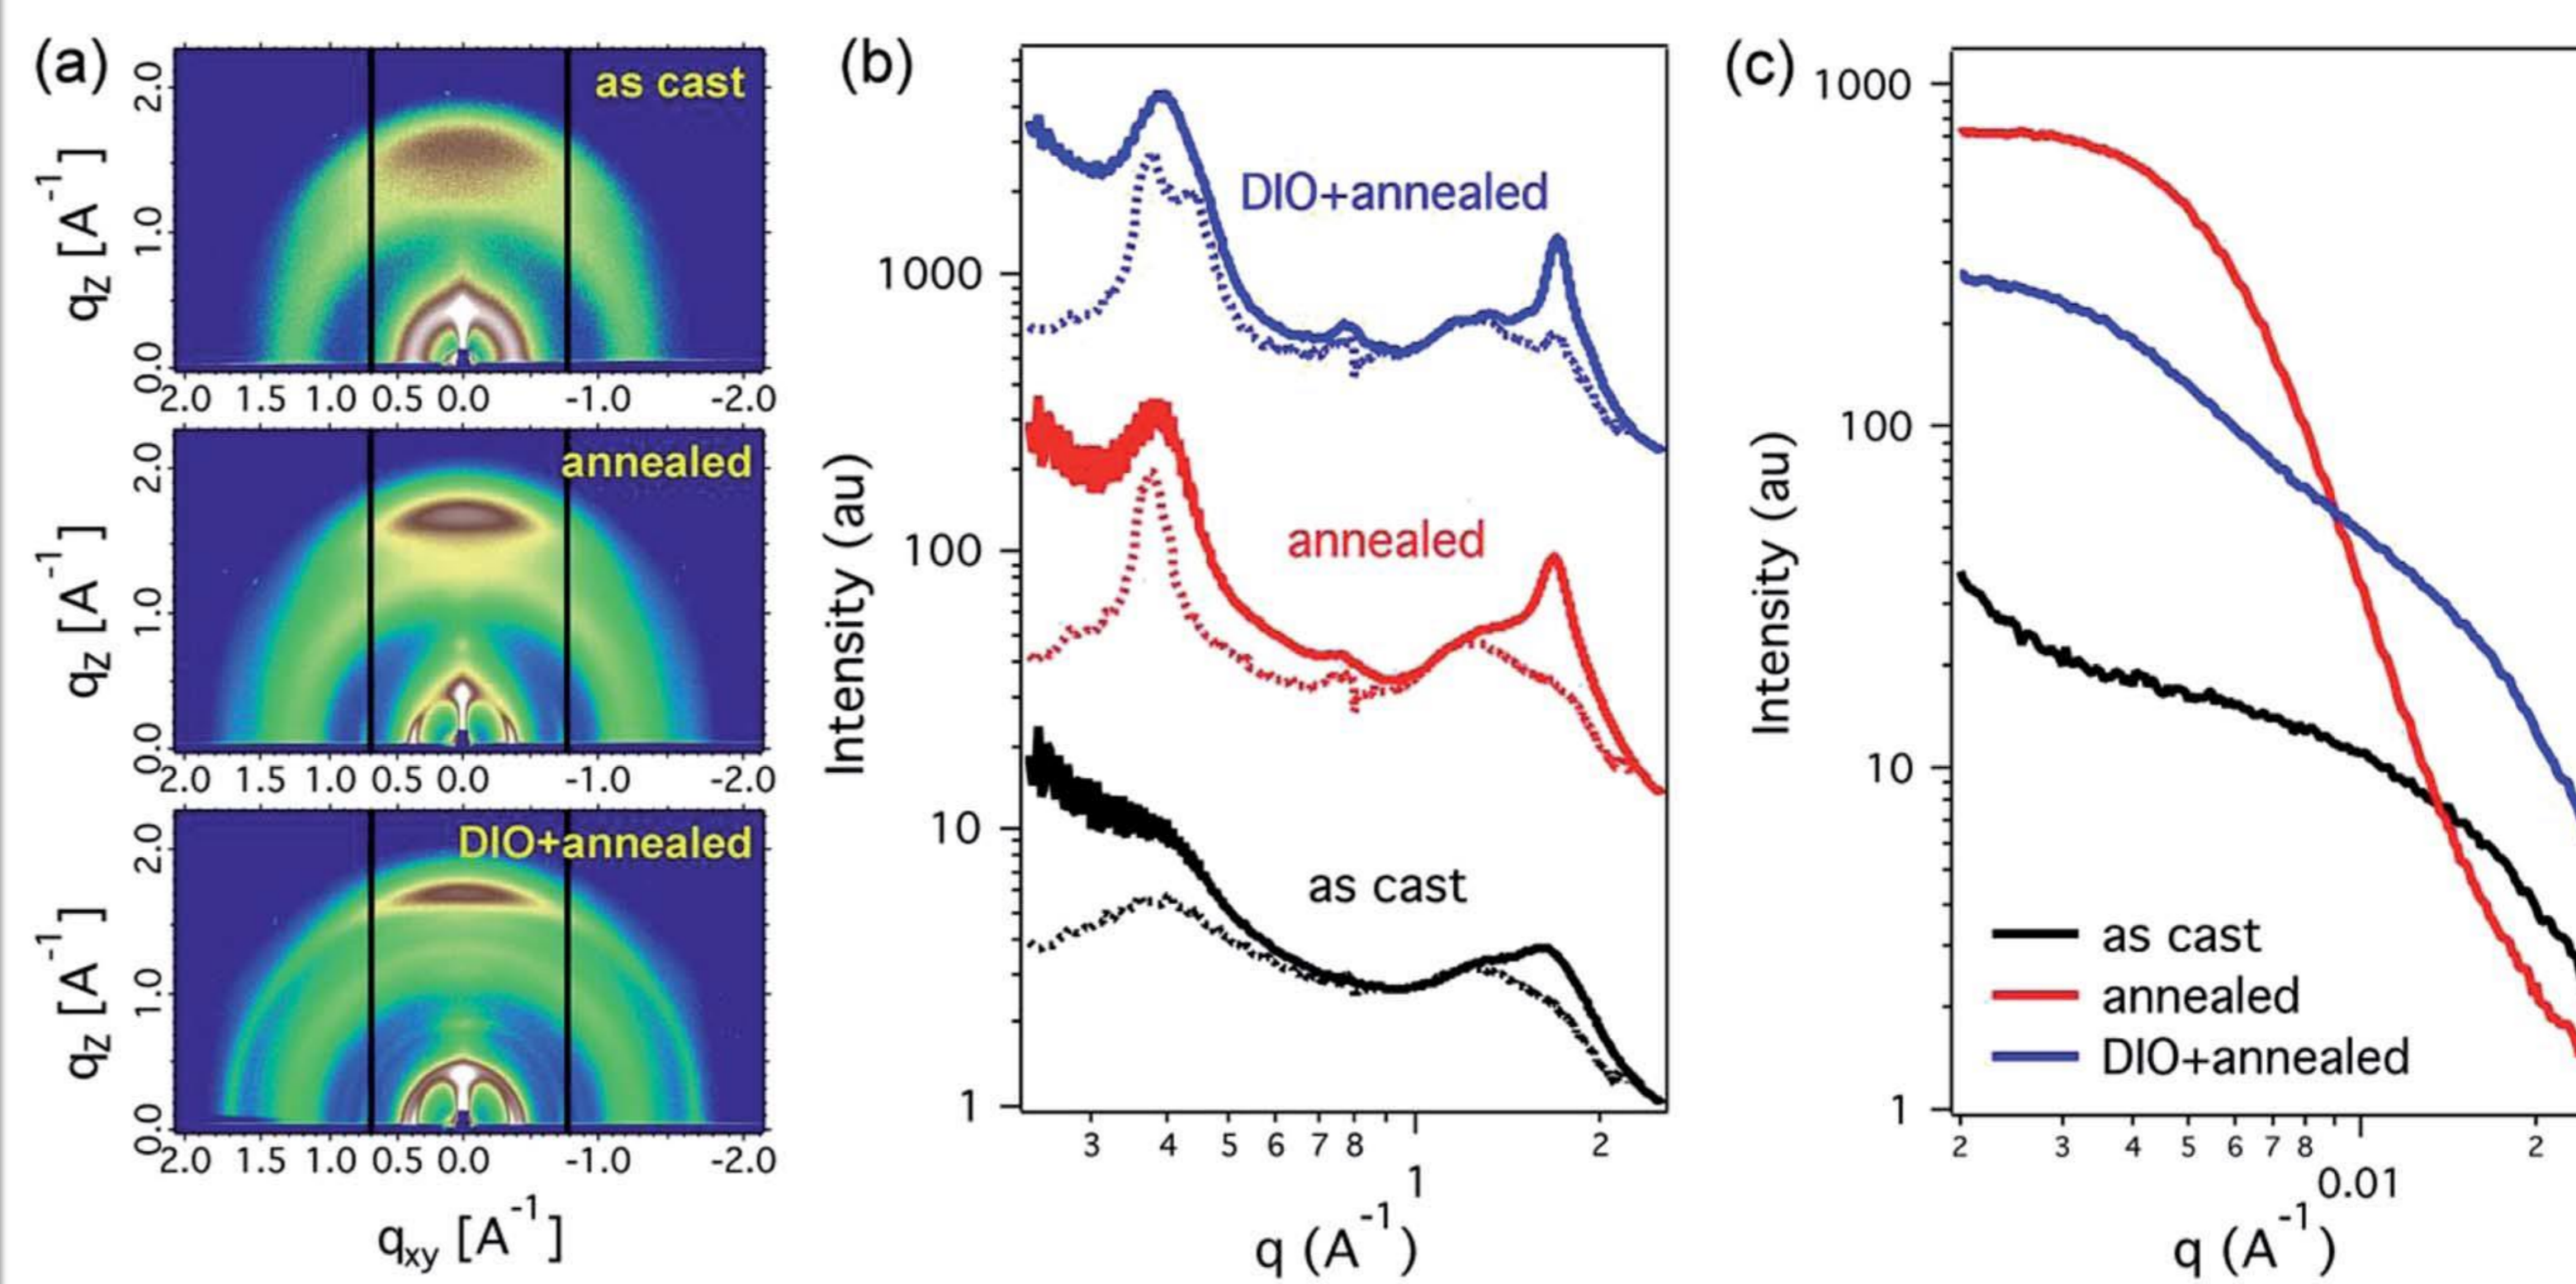 (a)
as cast
qz [A-1]
2.0
1.0
0.0
2.0 1.5 1.0 0.5 0.0 -1.0 -2.0
annealed
qz [A-1]
2.0
1.0
0.0
2.0 1.5 1.0 0.5 0.0 -1.0 -2.0
DIO+annealed
qz [A-1]
2.0
1.0
0.0
2.0 1.5 1.0 0.5 0.0 -1.0 -2.0
qxy [A-1]
(b)
Intensity (au)
1000
100
10
1
DIO+annealed
annealed
as cast
3 4 5 6 7 8 2
1
q (A-1)
(c)
Intensity (au)
1000
100
10
1
as cast
annealed
DIO+annealed
2 3 4 5 6 7 8 2
0.01
q (A-1)